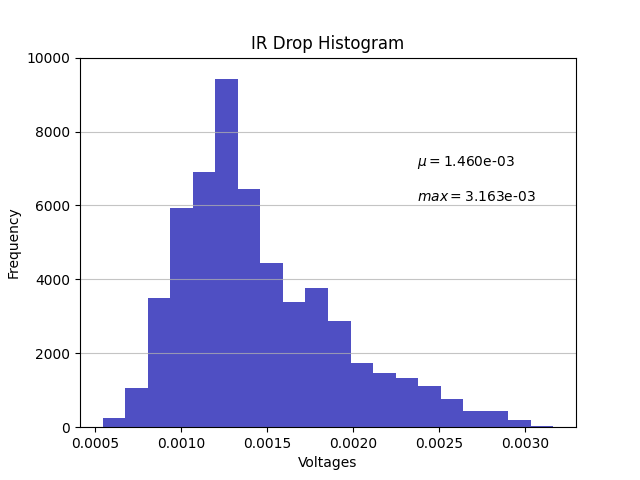 IR Drop Histogram
10000
8000
6000
4000
2000
0
Frequency
μ = 1.460e-03
max = 3.163e-03
0.0005 0.0010 0.0015 0.0020 0.0025 0.0030
Voltages